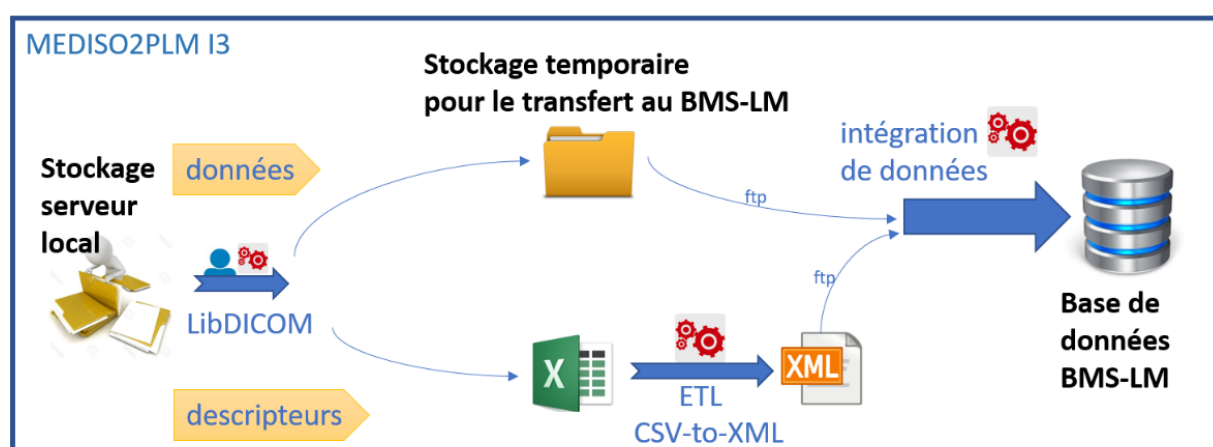 MEDISO2PLM I3
Stockage temporaire
pour le transfert au BMS-LM
intégration
de données
données
Stockage
serveur
local
ftp
LibDICOM
ftp
Base de
données
BMS-LM
X
XML
ETL
CSV-to-XML
descripteurs